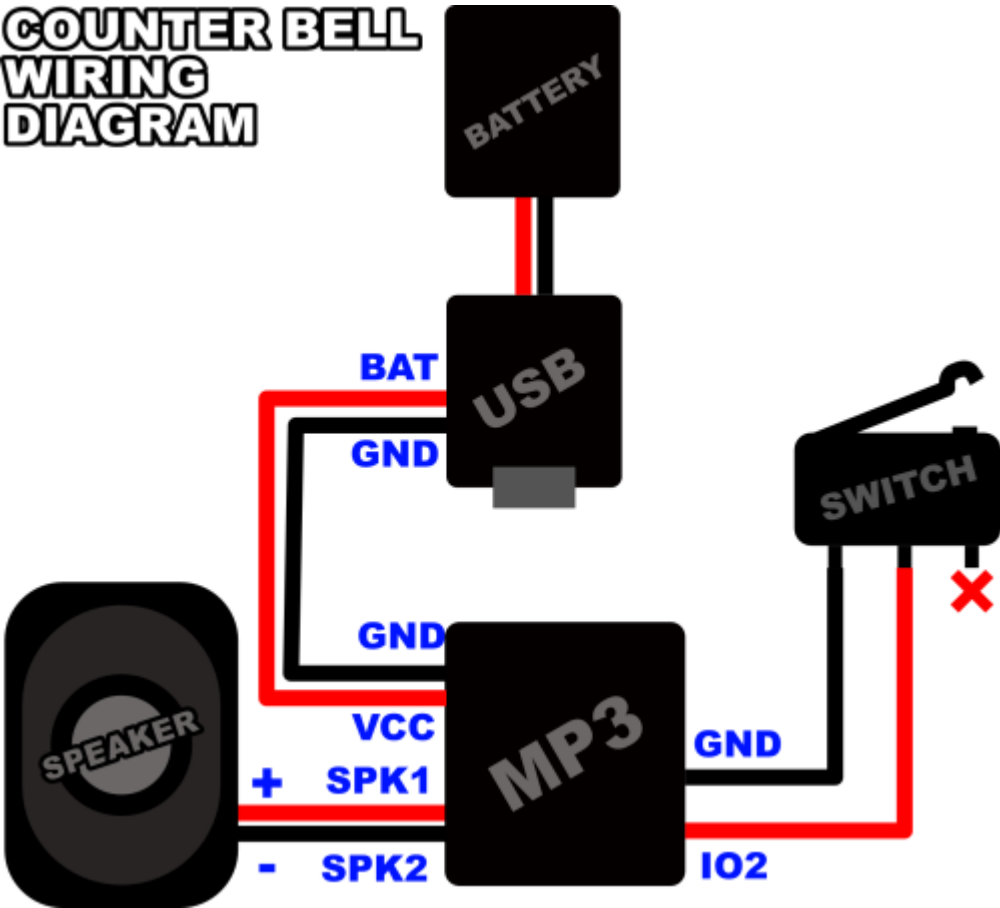 COUNTER BELL
WIRING
DIAGRAM
BATTERY
BAT
USB
GND
SWITCH
GND
VCC
MP3
GND
SPEAKER
+ SPK1
- SPK2
IO2